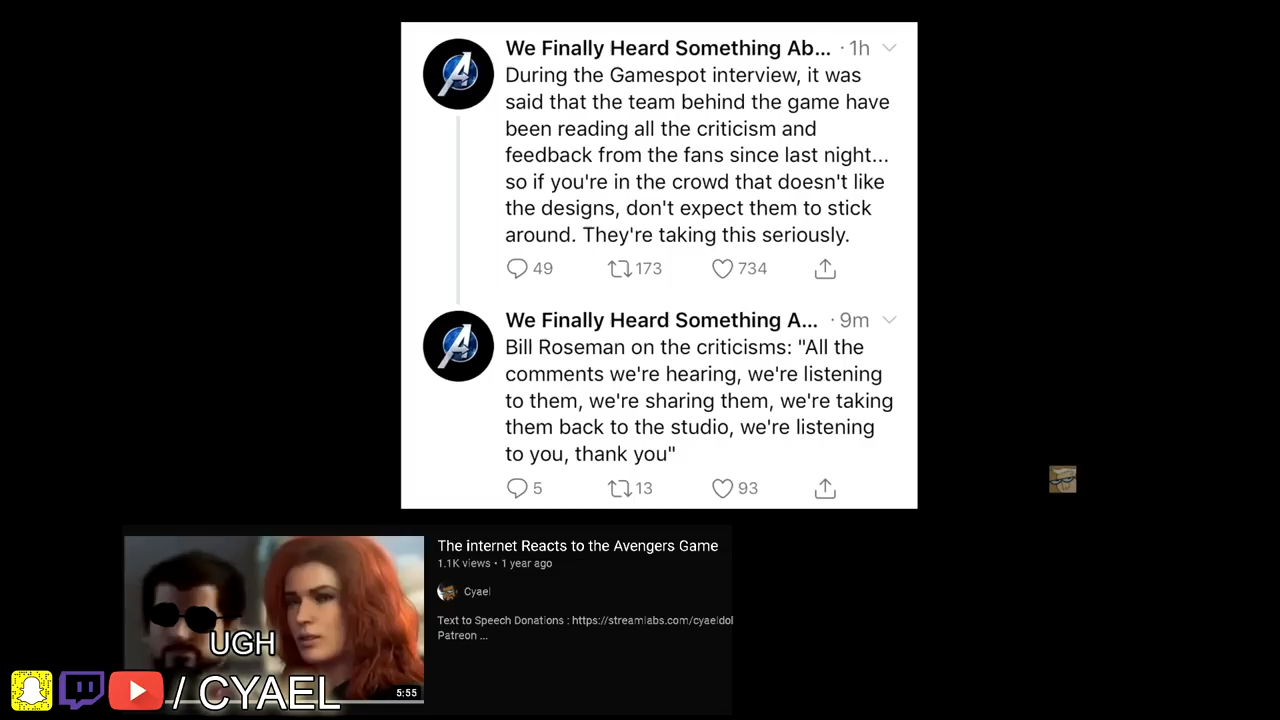 We Finally Heard Something Ab... · 1h
During the Gamespot interview, it was
said that the team behind the game have
been reading all the criticism and
feedback from the fans since last night...
so if you're in the crowd that doesn't like
the designs, don't expect them to stick
around. They're taking this seriously.
49 173 734
We Finally Heard Something A... · 9m
Bill Roseman on the criticisms: "All the
comments we're hearing, we're listening
to them, we're sharing them, we're taking
them back to the studio, we're listening
to you, thank you"
5 13 93
The internet Reacts to the Avengers Game
1.1K views • 1 year ago
Cyael
Text to Speech Donations : https://streamlabs.com/cyaeldol
Patreon ...
UGH
5:55
/ CYAEL